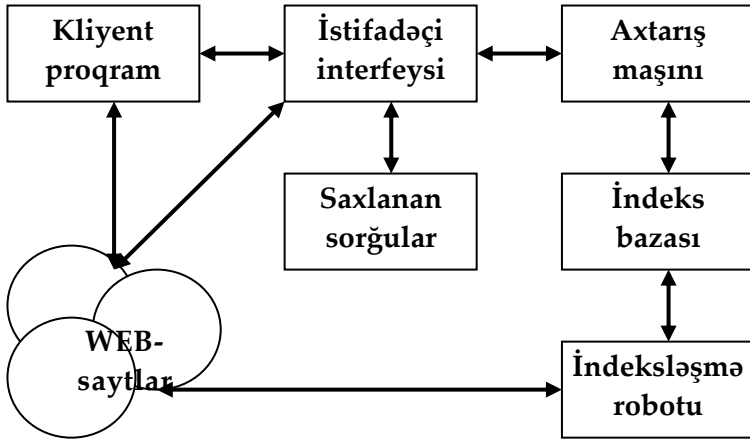 Kliyent
proqram
İstifadəçi
interfeysi
Axtarış
maşını
Saxlanan
sorğular
İndeks
bazası
WEB-
saytlar
İndeksləşmə
robotu